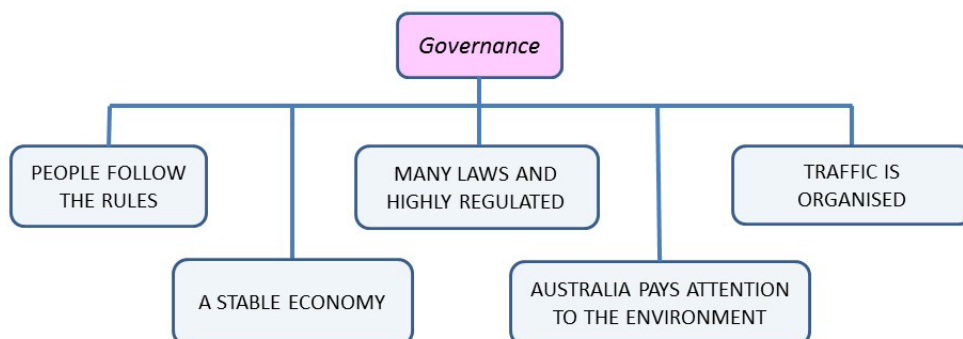 Governance
PEOPLE FOLLOW
THE RULES
MANY LAWS AND
HIGHLY REGULATED
TRAFFIC IS
ORGANISED
A STABLE ECONOMY
AUSTRALIA PAYS ATTENTION
TO THE ENVIRONMENT